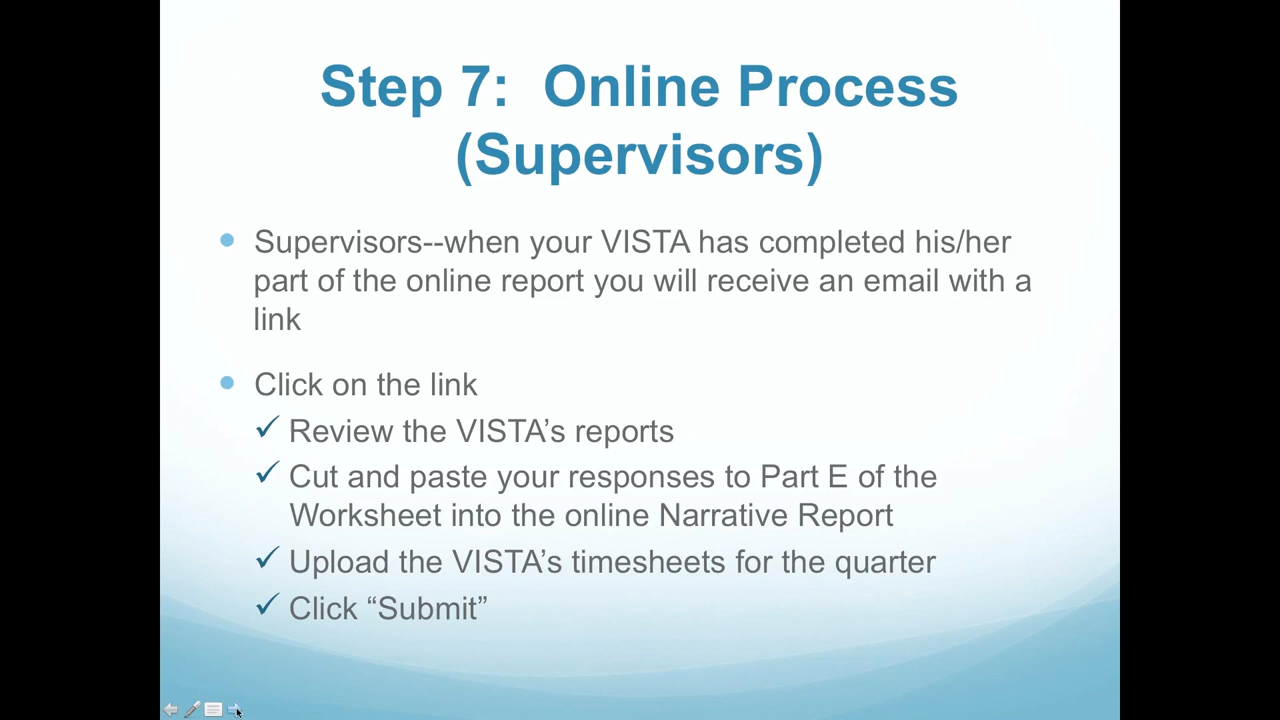 Step 7:  Online Process
(Supervisors)
Supervisors--when your VISTA has completed his/her
part of the online report you will receive an email with a
link
Click on the link
Review the VISTA’s reports
Cut and paste your responses to Part E of the
Worksheet into the online Narrative Report
Upload the VISTA’s timesheets for the quarter
Click “Submit”